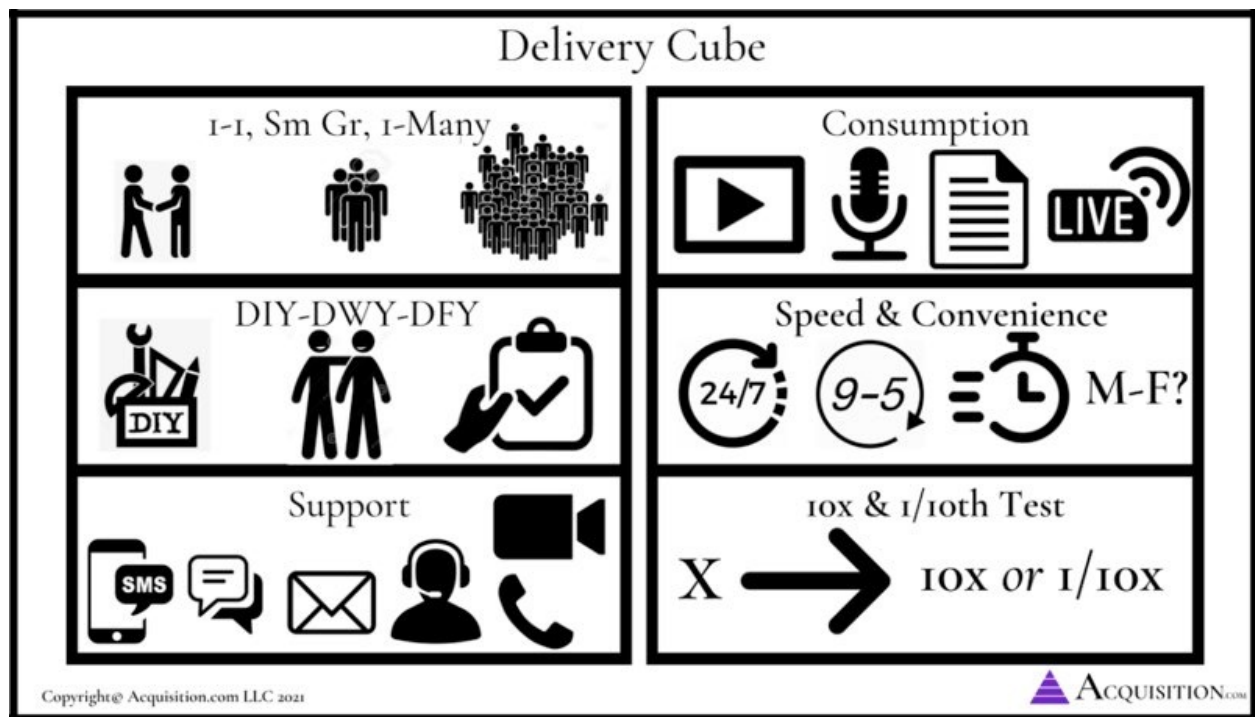 Delivery Cube
1-1, Sm Gr, 1-Many
DIY-DWY-DFY
DIY
Support
SMS
Consumption
LIVE
Speed & Convenience
24/7
9-5
M-F?
10x & 1/10th Test
X
10x or 1/10x
Copyright@ Acquisition.com LLC 2021
ACQUISITION.COM